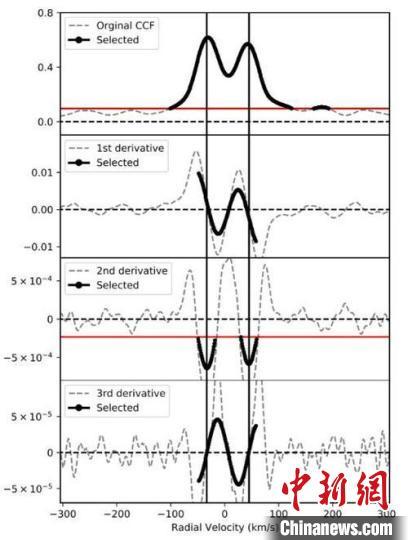 0.8
Orginal CCF
Selected
0.4
0.0
1st derivative
Selected
0.01
0.00
−0.01
2nd derivative
Selected
5 × 10⁻⁴
0
−5 × 10⁻⁴
3rd derivative
Selected
5 × 10⁻⁵
0
−5 × 10⁻⁵
−300 −200 −100 0 100 200 300
Radial Velocity (km/s)
中新网
Chinanews.com